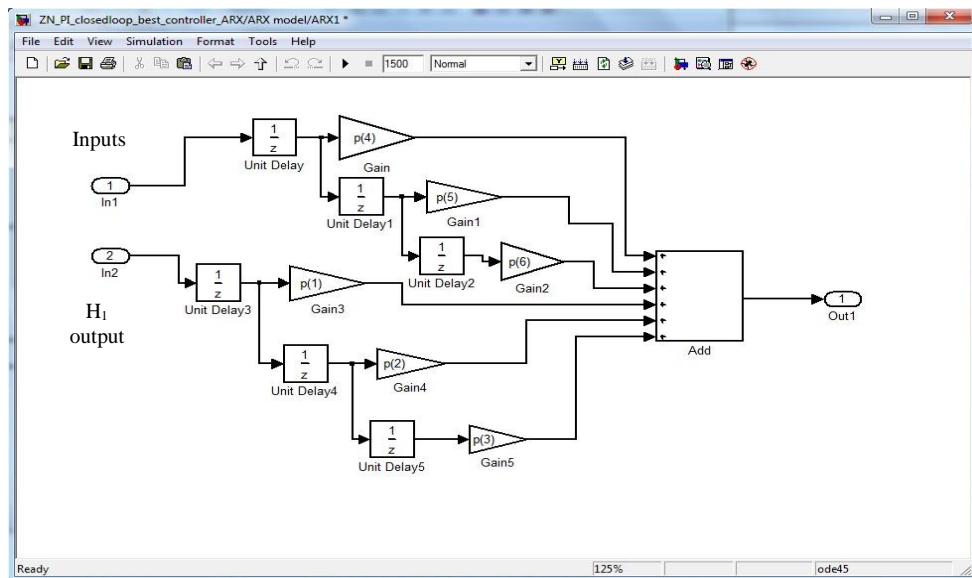 ZN_PI_closedloop_best_controller_ARX/ARX model/ARX1 *
File Edit View Simulation Format Tools Help
1500 Normal
Inputs
1
In1
1
z
Unit Delay
p(4)
Gain
1
z
Unit Delay1
p(5)
Gain1
1
z
Unit Delay2
p(6)
Gain2
2
In2
1
z
Unit Delay3
p(1)
Gain3
H₁
output
1
z
Unit Delay4
p(2)
Gain4
1
z
Unit Delay5
p(3)
Gain5
Add
1
Out1
Ready 125% ode45